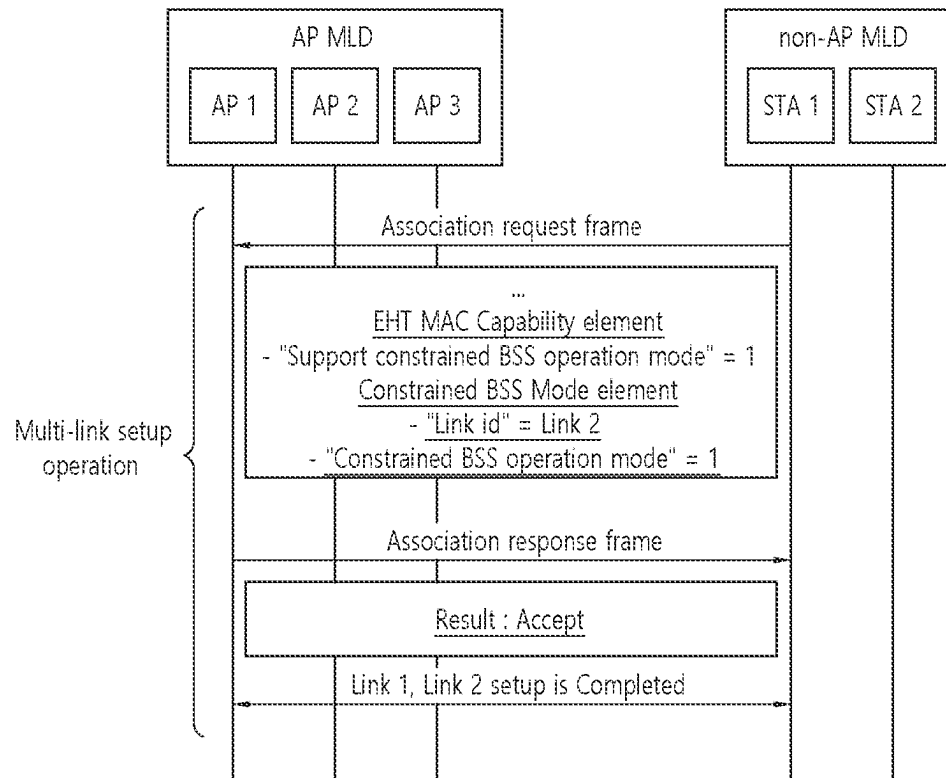 AP MLD
non-AP MLD
AP 1
AP 2
AP 3
STA 1
STA 2
Association request frame
...
EHT MAC Capability element
- "Support constrained BSS operation mode" = 1
Constrained BSS Mode element
- "Link id" = Link 2
- "Constrained BSS operation mode" = 1
Multi-link setup
operation
Association response frame
Result : Accept
Link 1, Link 2 setup is Completed